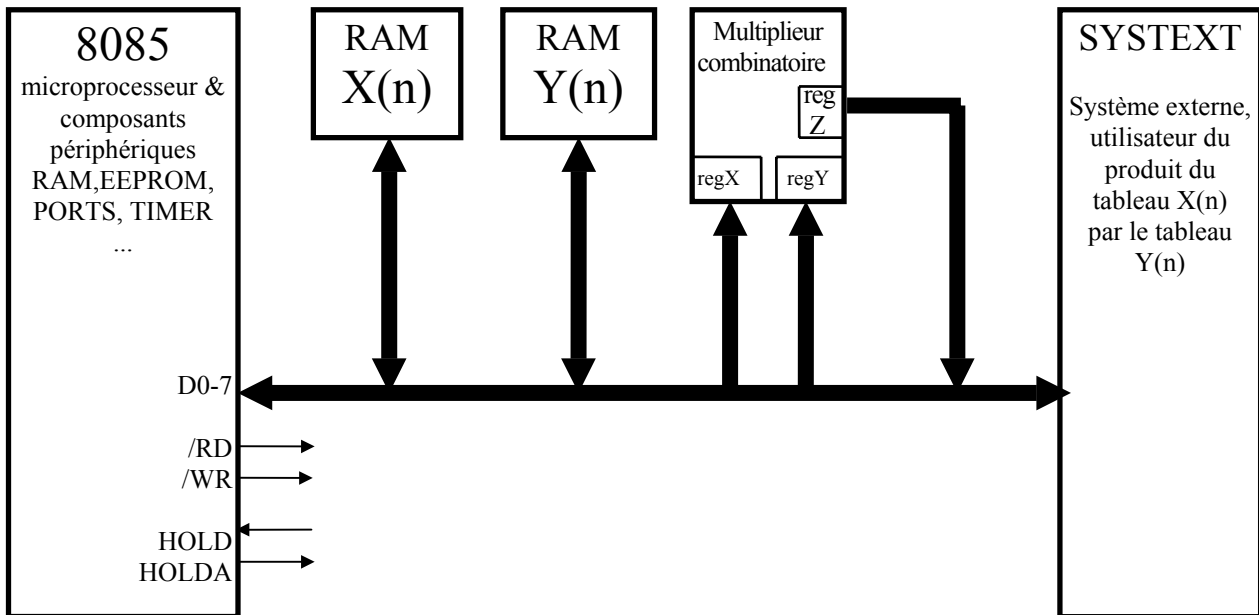 8085
microprocesseur &
composants
périphériques
RAM,EEPROM,
PORTS, TIMER
...
D0-7
/RD
/WR
HOLD
HOLDA
RAM
X(n)
RAM
Y(n)
Multiplieur
combinatoire
reg
Z
regX
regY
SYSTEXT
Système externe,
utilisateur du
produit du
tableau X(n)
par le tableau
Y(n)